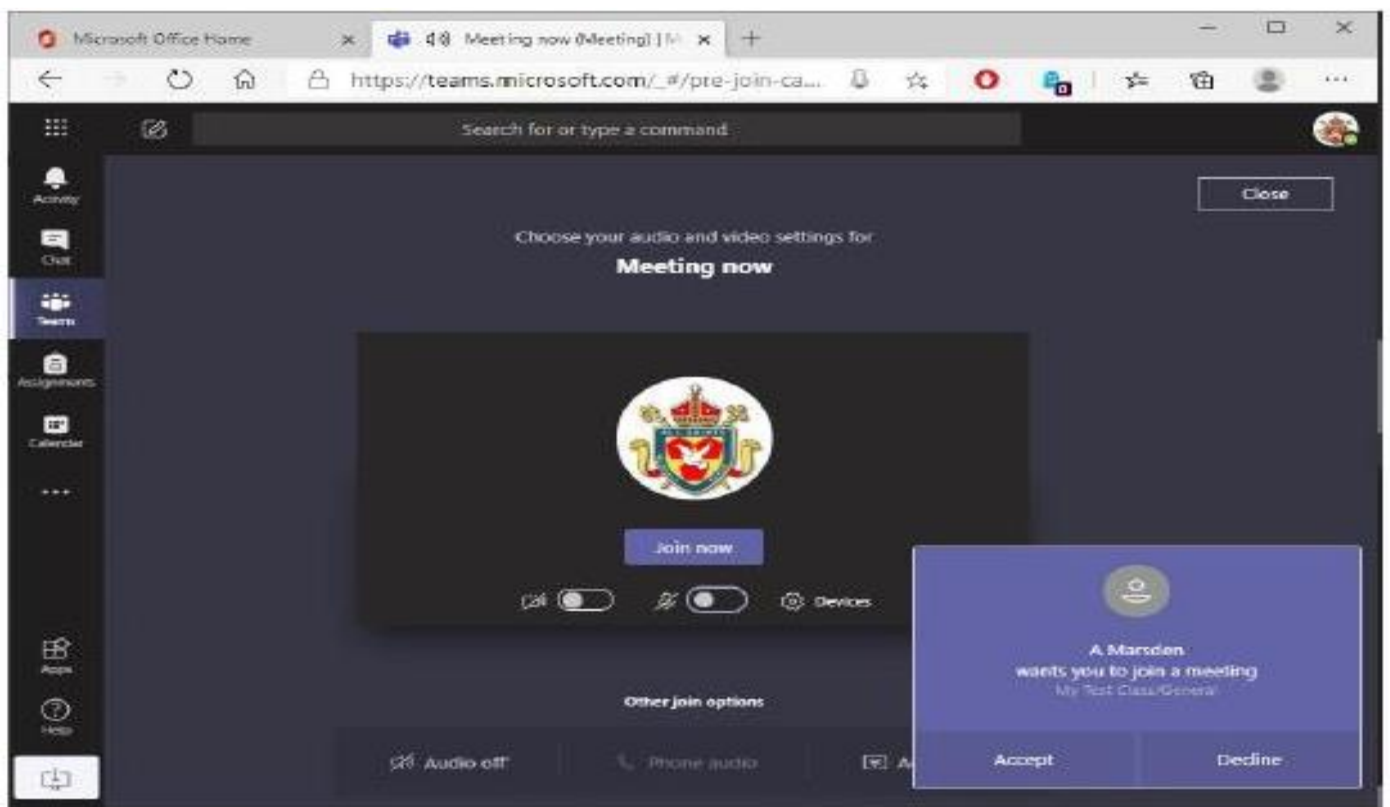 Microsoft Office Home
Meeting now (Meeting) | M
https://teams.microsoft.com/_#/pre-join-ca...
Search for or type a command
Activity
Chat
Teams
Assignments
Calendar
Apps
Help
Close
Choose your audio and video settings for
Meeting now
ALL SAINTS
Join now
Devices
A Marsden
wants you to join a meeting
My Test Class/General
Accept
Decline
Other join options
Audio off
Phone audio
A